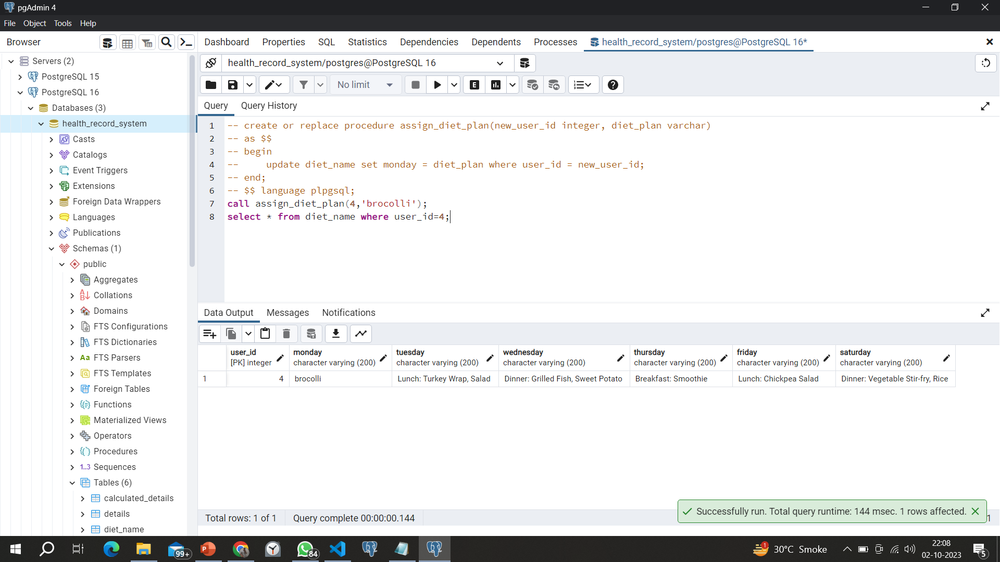 pgAdmin 4
File Object Tools Help
Browser
Dashboard Properties SQL Statistics Dependencies Dependents Processes health_record_system/postgres@PostgreSQL 16*
Servers (2)
PostgreSQL 15
PostgreSQL 16
Databases (3)
health_record_system
Casts
Catalogs
Event Triggers
Extensions
Foreign Data Wrappers
Languages
Publications
Schemas (1)
public
Aggregates
Collations
Domains
FTS Configurations
FTS Dictionaries
Aa FTS Parsers
FTS Templates
Foreign Tables
Functions
Materialized Views
Operators
Procedures
1..3 Sequences
Tables (6)
calculated_details
details
diet_name
health_record_system/postgres@PostgreSQL 16
No limit
E
Query Query History
1 -- create or replace procedure assign_diet_plan(new_user_id integer, diet_plan varchar)
2 -- as $$
3 -- begin
4 --     update diet_name set monday = diet_plan where user_id = new_user_id;
5 -- end;
6 -- $$ language plpgsql;
7 call assign_diet_plan(4,'brocolli');
8 select * from diet_name where user_id=4;
Data Output Messages Notifications
user_id monday tuesday wednesday thursday friday saturday
[PK] integer character varying (200) character varying (200) character varying (200) character varying (200) character varying (200) character varying (200)
1 4 brocolli Lunch: Turkey Wrap, Salad Dinner: Grilled Fish, Sweet Potato Breakfast: Smoothie Lunch: Chickpea Salad Dinner: Vegetable Stir-fry, Rice
Successfully run. Total query runtime: 144 msec. 1 rows affected.
Total rows: 1 of 1 Query complete 00:00:00.144 1
99+ P 84 1 30°C Smoke 22:08
02-10-2023 5